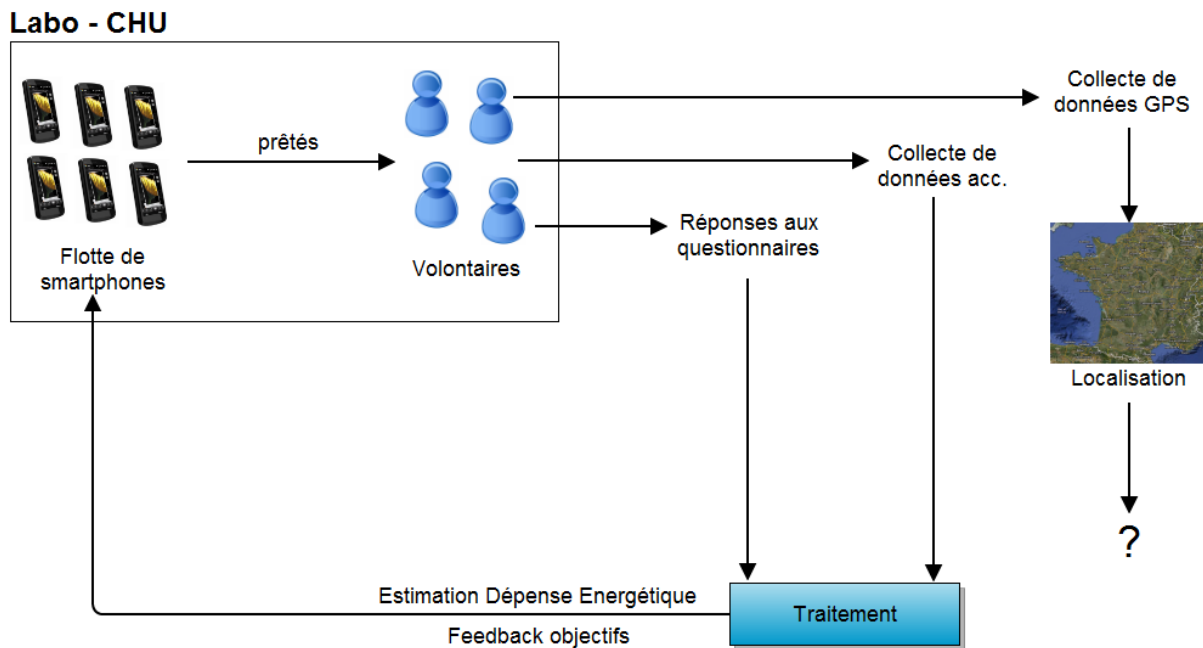 Labo - CHU
prêtés
Flotte de
smartphones
Volontaires
Collecte de
données GPS
Collecte de
données acc.
Réponses aux
questionnaires
Localisation
?
Estimation Dépense Energétique
Feedback objectifs
Traitement